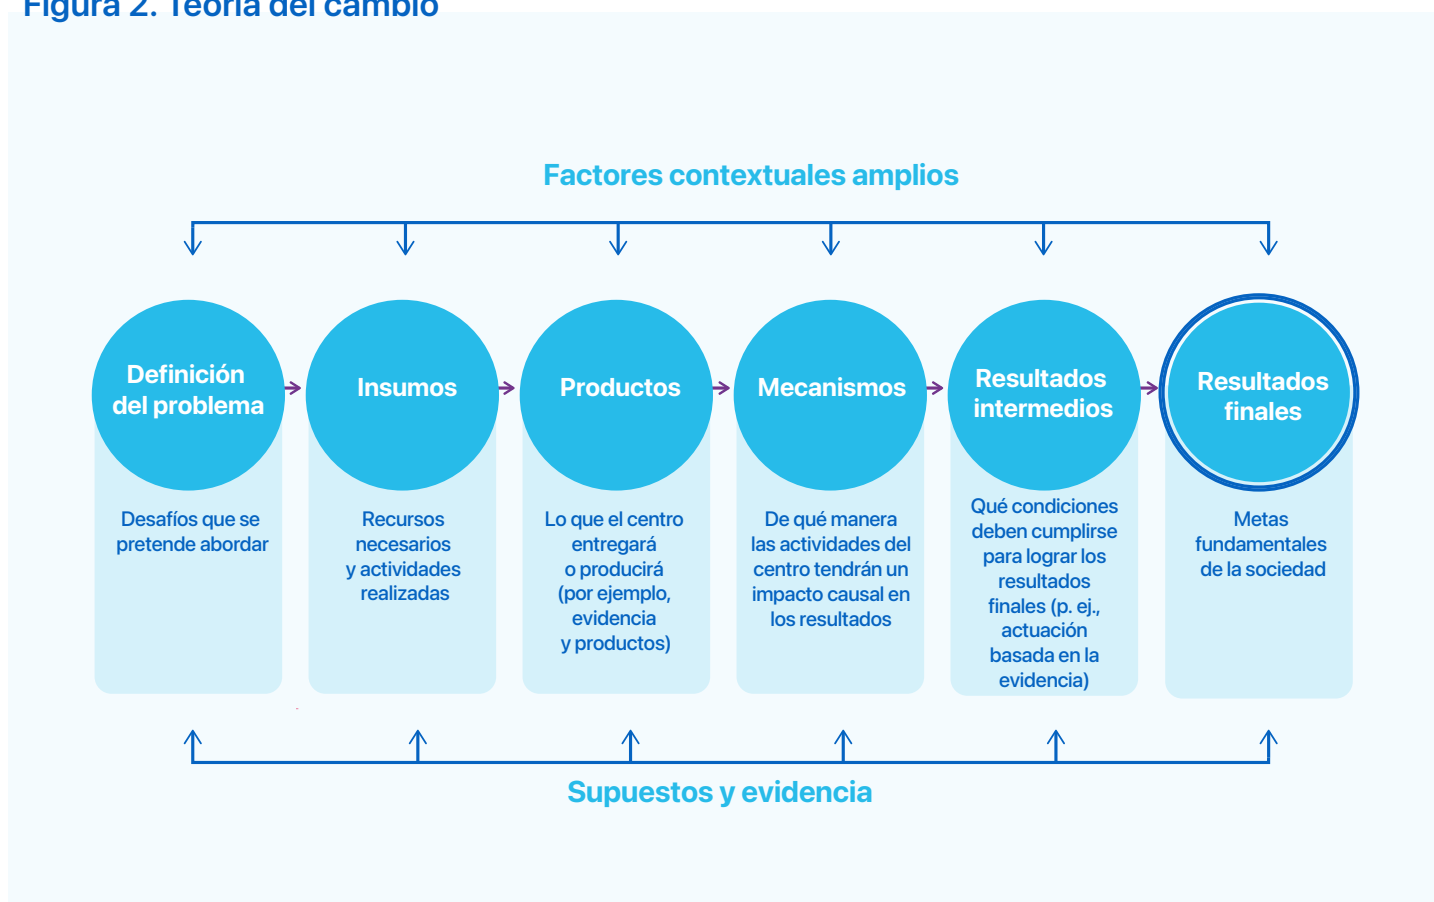 Figura 2. Teoría del cambio
Factores contextuales amplios
Definición
del problema
Insumos
Productos
Mecanismos
Resultados
intermedios
Resultados
finales
Desafíos que se
pretende abordar
Recursos
necesarios
y actividades
realizadas
Lo que el centro
entregará
o producirá
(por ejemplo,
evidencia
y productos)
De qué manera
las actividades del
centro tendrán un
impacto causal en
los resultados
Qué condiciones
deben cumplirse
para lograr los
resultados
finales (p. ej.,
actuación
basada en la
evidencia)
Metas
fundamentales
de la sociedad
Supuestos y evidencia